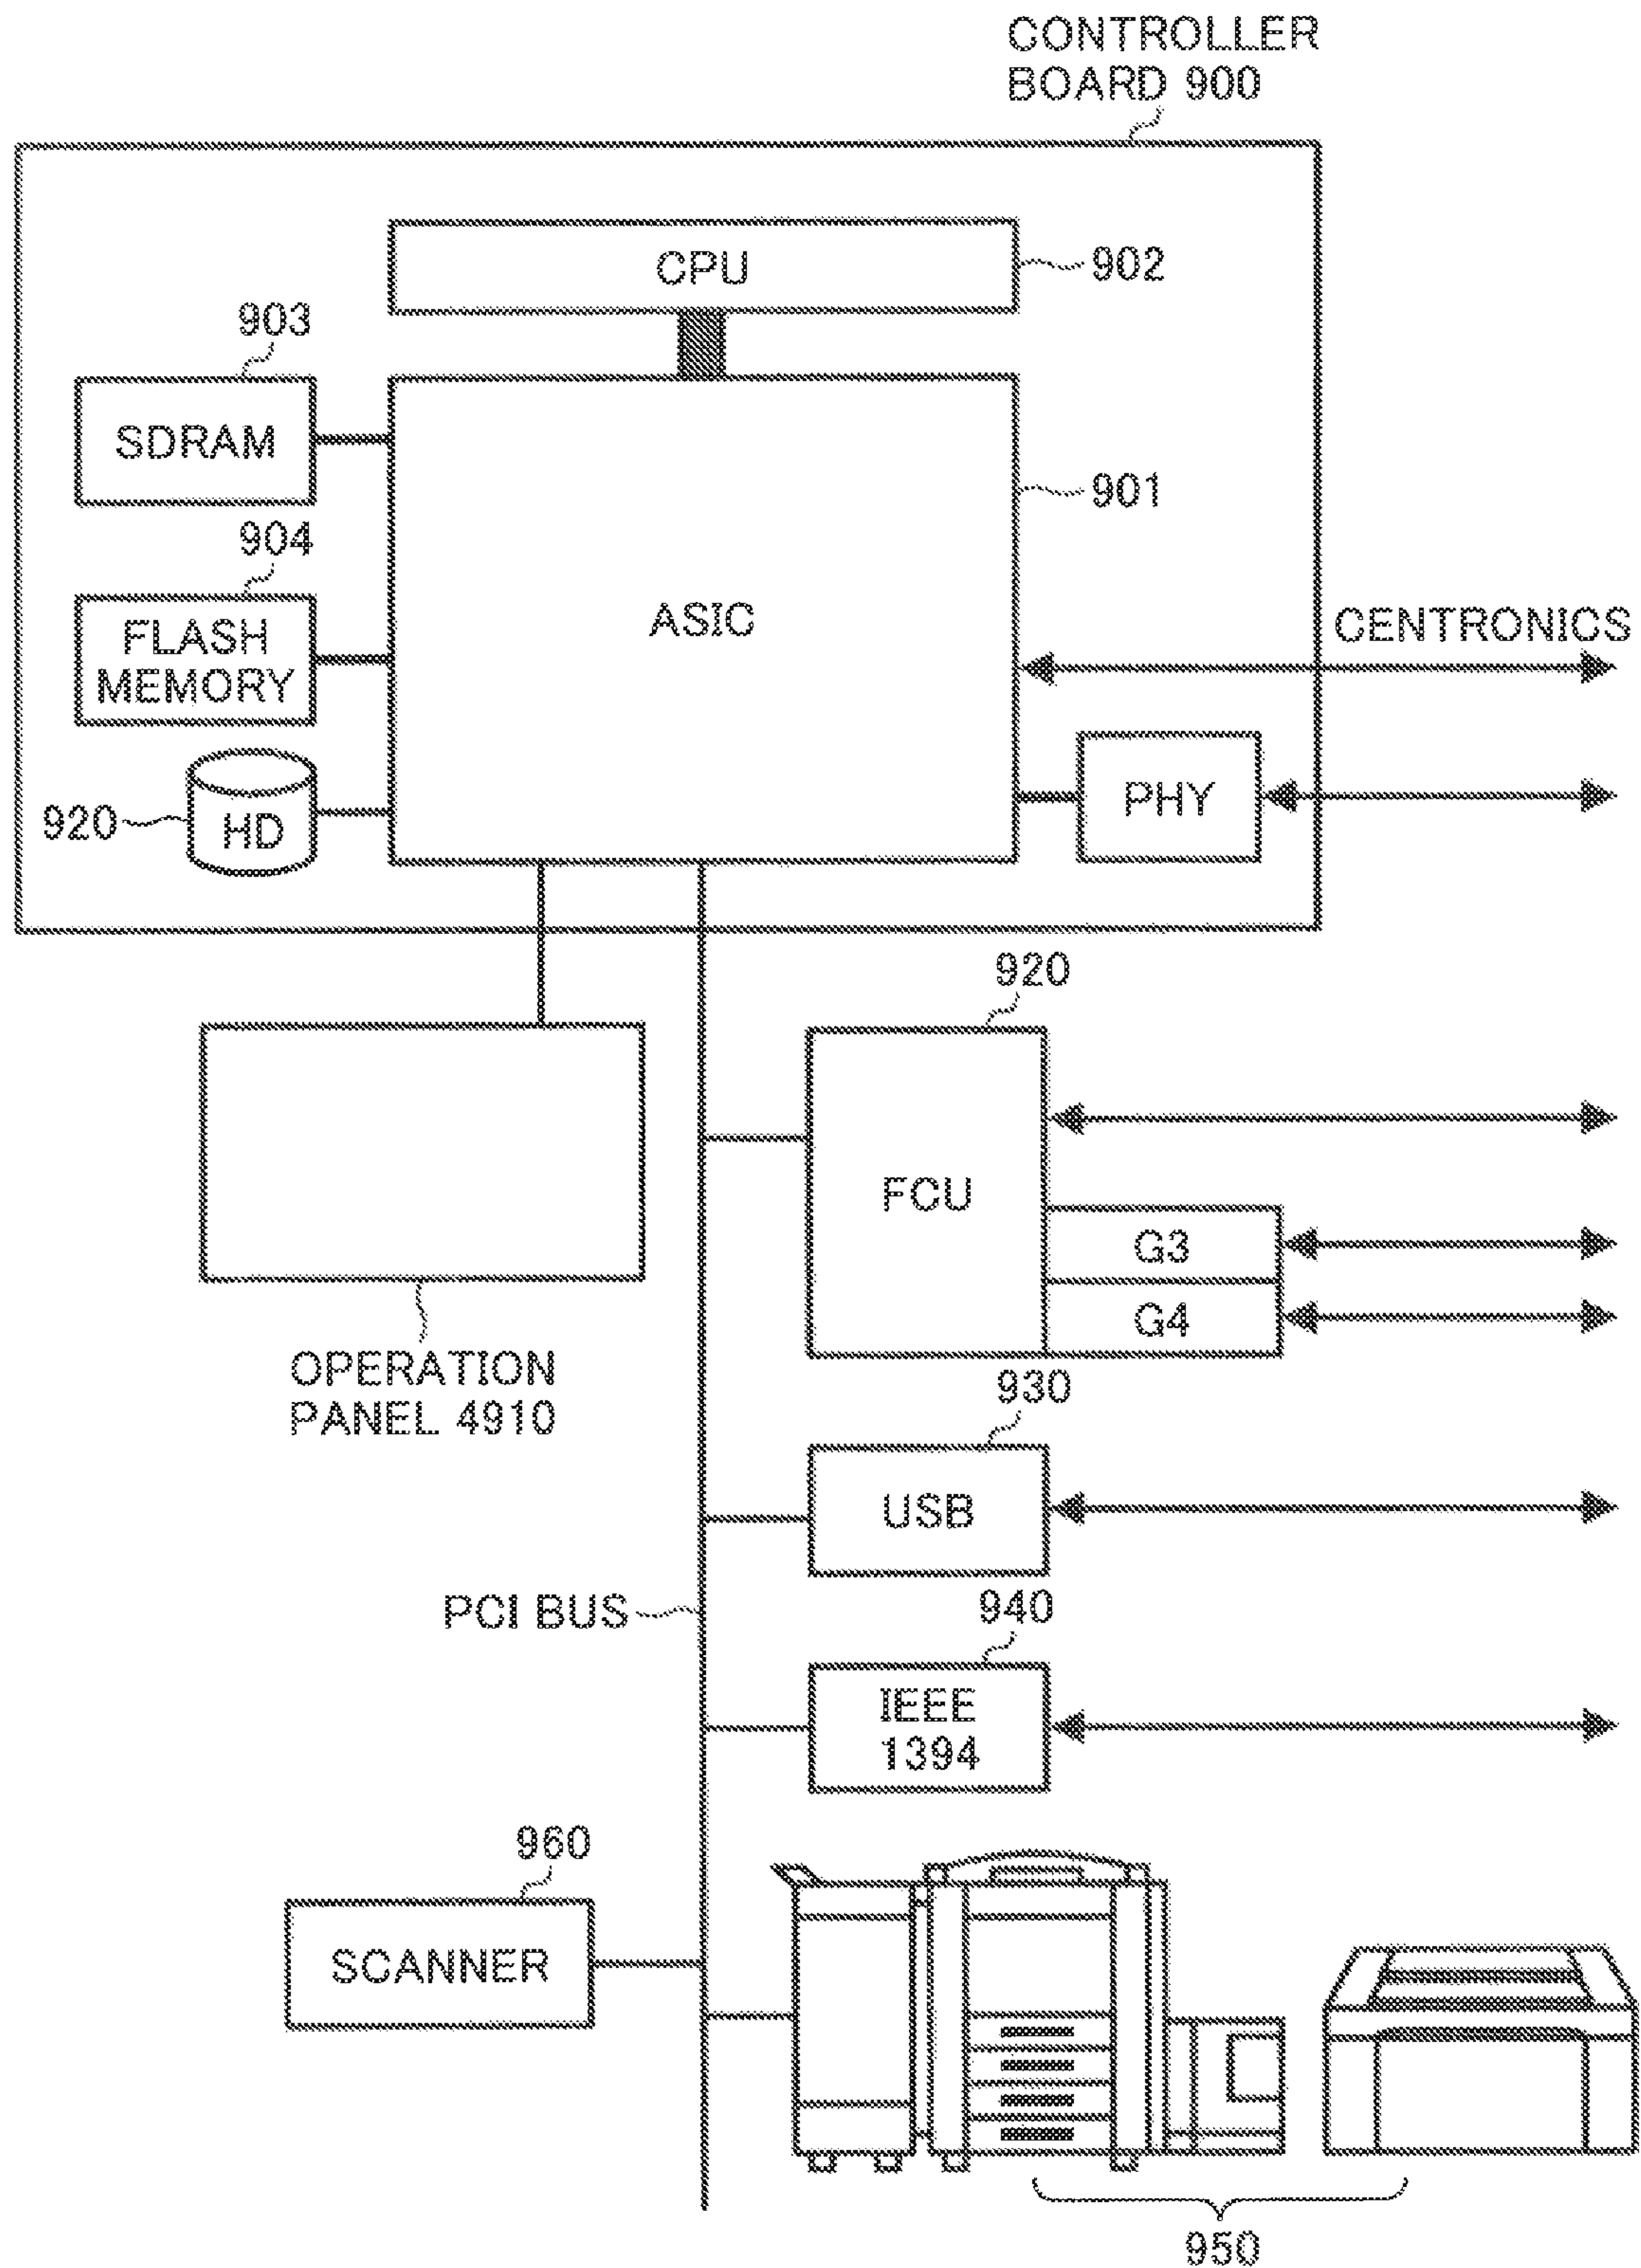 CONTROLLER
BOARD 900
CPU
902
903
SDRAM
901
904
FLASH
MEMORY
ASIC
CENTRONICS
920
HD
PHY
920
FCU
G3
G4
OPERATION
PANEL 4910
930
USB
PCI BUS
940
IEEE
1394
960
SCANNER
950